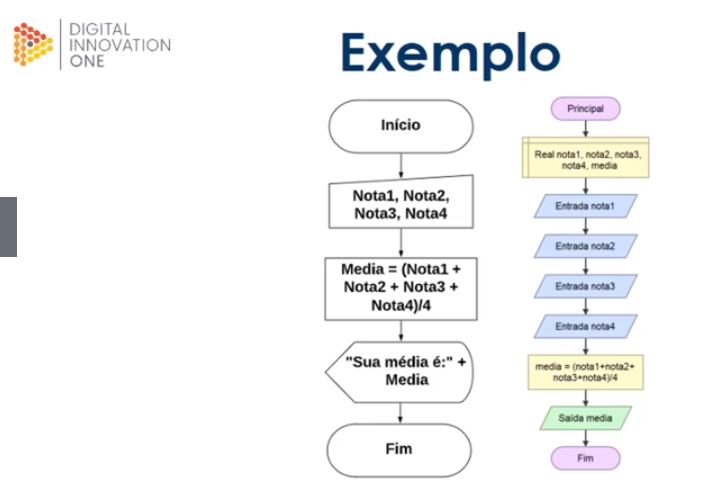 DIGITAL
INNOVATION
ONE
Exemplo
Início
Nota1, Nota2,
Nota3, Nota4
Media = (Nota1 +
Nota2 + Nota3 +
Nota4)/4
"Sua média é:" +
Media
Fim
Principal
Real nota1, nota2, nota3,
nota4, media
Entrada nota1
Entrada nota2
Entrada nota3
Entrada nota4
media = (nota1+nota2+
nota3+nota4)/4
Saída media
Fim